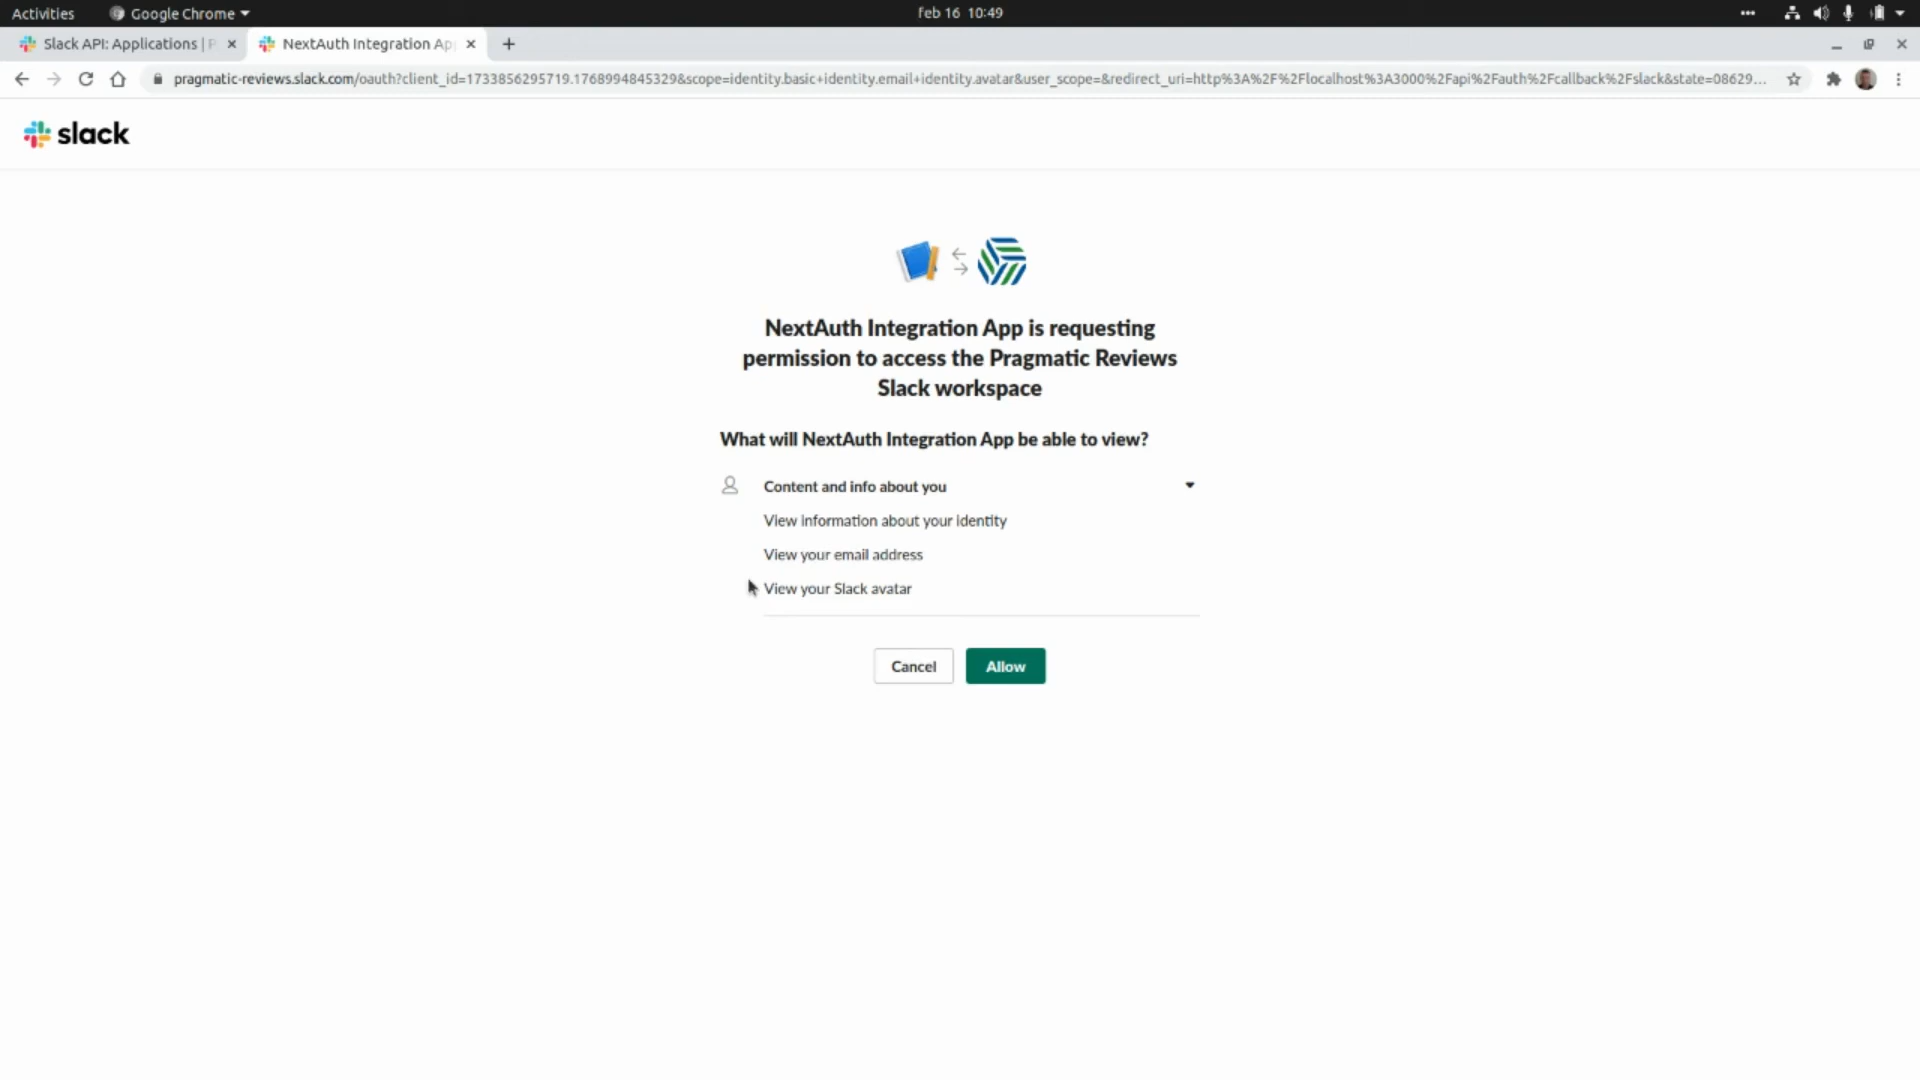 Activities
Google Chrome
feb 16 10:49
Slack API: Applications |
NextAuth Integration Ap
pragmatic-reviews.slack.com/oauth?client_id=1733856295719.1768994845329&scope=identity.basic+identity.email+identity.avatar&user_scope=&redirect_uri=http%3A%2F%2Flocalhost%3A3000%2Fapi%2Fauth%2Fcallback%2Fslack&state=08629...
slack
NextAuth Integration App is requesting
permission to access the Pragmatic Reviews
Slack workspace
What will NextAuth Integration App be able to view?
Content and info about you
View information about your identity
View your email address
View your Slack avatar
Cancel
Allow